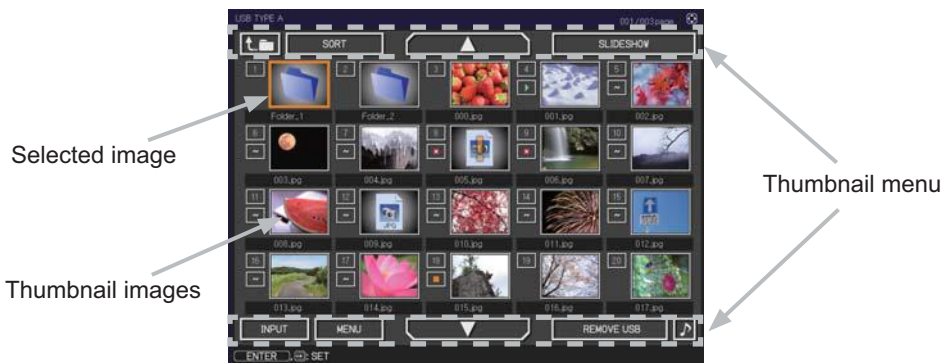 USB TYPE A 001/003page
SORT SLIDESHOW
1 2 3 4 5
Folder_1 Folder_2 000.jpg 001.jpg 002.jpg
Selected image
6 7 8 9 10
003.jpg 004.jpg 005.jpg 006.jpg 007.jpg
Thumbnail menu
11 12 13 14 15
JPG
008.jpg 009.jpg 010.jpg 011.jpg 012.jpg
Thumbnail images
16 17 18 19 20
013.jpg 014.jpg 015.jpg 016.jpg 017.jpg
INPUT MENU REMOVE USB
ENTER , : SET